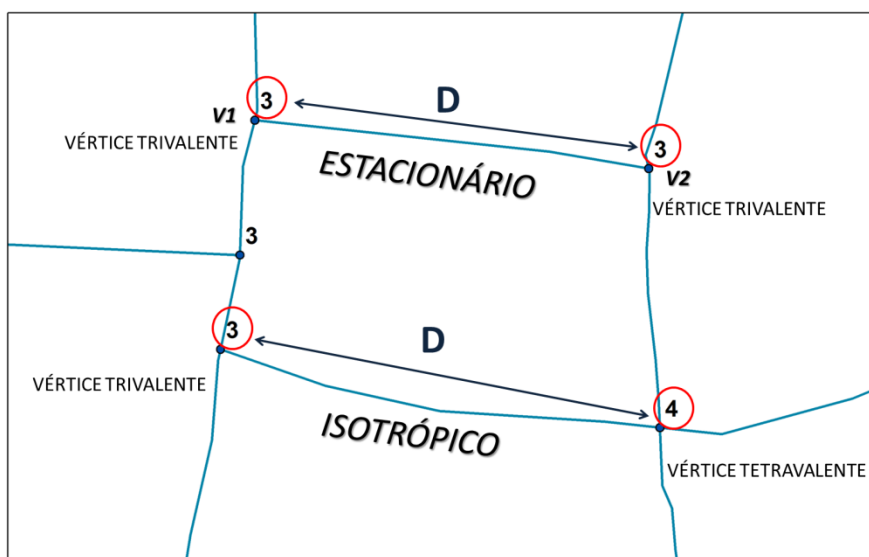 3
D
V1
VÉRTICE TRIVALENTE
3
ESTACIONÁRIO
V2
VÉRTICE TRIVALENTE
3
3
D
VÉRTICE TRIVALENTE
4
ISOTRÓPICO
VÉRTICE TETRAVALENTE